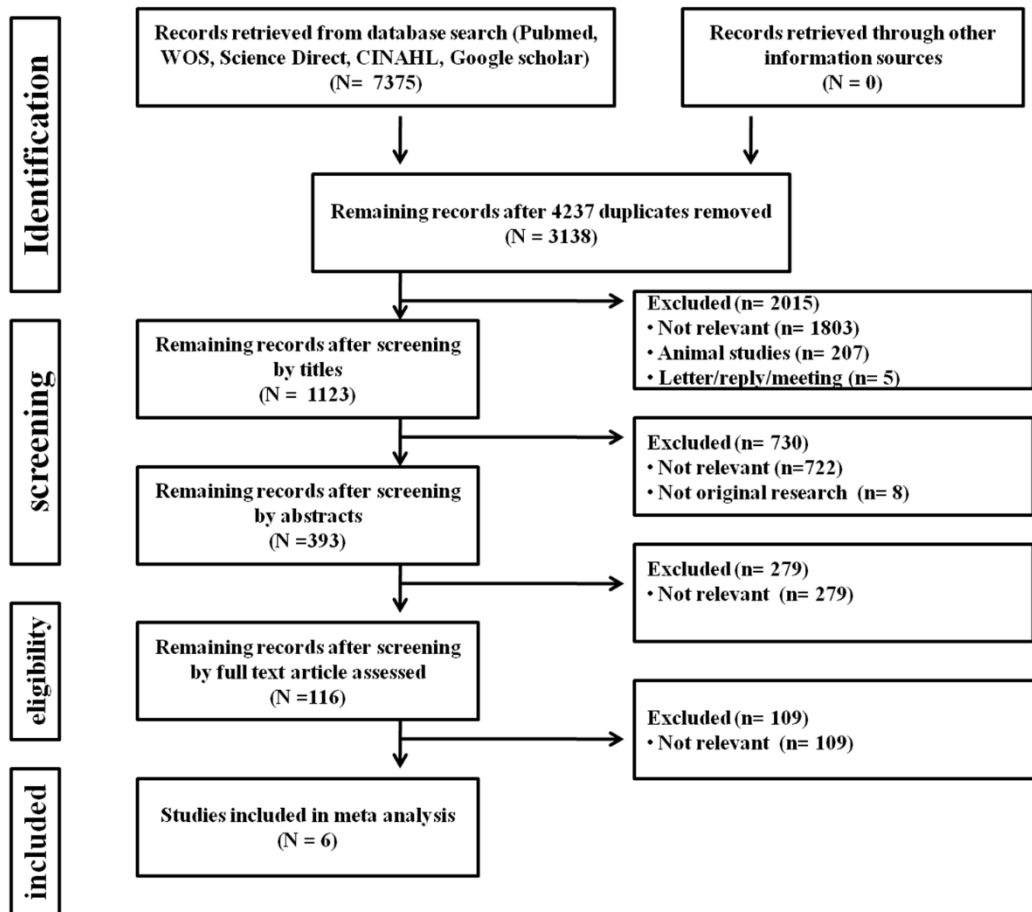 Identification
Records retrieved from database search (Pubmed,
WOS, Science Direct, CINAHL, Google scholar)
(N= 7375)
Records retrieved through other
information sources
(N = 0)
Remaining records after 4237 duplicates removed
(N = 3138)
screening
Excluded (n= 2015)
• Not relevant (n= 1803)
• Animal studies (n= 207)
• Letter/reply/meeting (n= 5)
Remaining records after screening
by titles
(N = 1123)
Excluded (n= 730)
• Not relevant (n=722)
• Not original research (n= 8)
Remaining records after screening
by abstracts
(N =393)
Excluded (n= 279)
• Not relevant (n= 279)
eligibility
Remaining records after screening
by full text article assessed
(N =116)
Excluded (n= 109)
• Not relevant (n= 109)
included
Studies included in meta analysis
(N = 6)